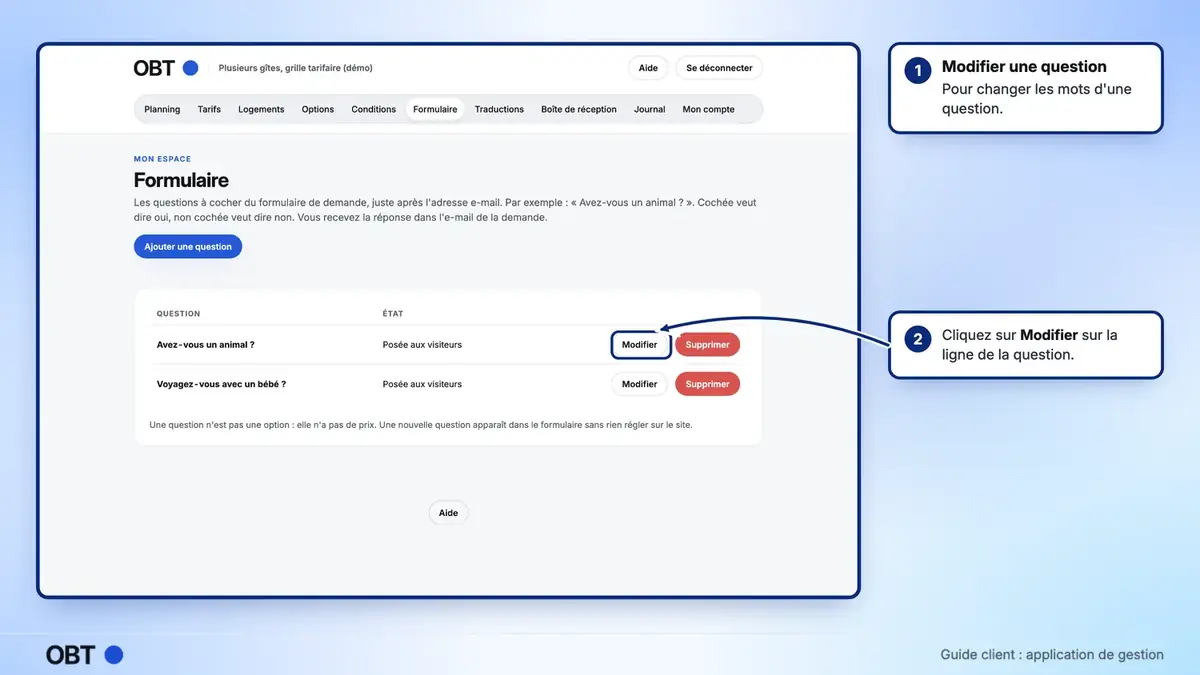 OBT
Plusieurs gîtes, grille tarifaire (démo)
Aide
Se déconnecter
Planning
Tarifs
Logements
Options
Conditions
Formulaire
Traductions
Boîte de réception
Journal
Mon compte
MON ESPACE
Formulaire
Les questions à cocher du formulaire de demande, juste après l'adresse e-mail. Par exemple : « Avez-vous un animal ? ». Cochée veut
dire oui, non cochée veut dire non. Vous recevez la réponse dans l'e-mail de la demande.
Ajouter une question
QUESTION
ÉTAT
Avez-vous un animal ?
Posée aux visiteurs
Modifier
Supprimer
Voyagez-vous avec un bébé ?
Posée aux visiteurs
Modifier
Supprimer
Une question n'est pas une option : elle n'a pas de prix. Une nouvelle question apparaît dans le formulaire sans rien régler sur le site.
Aide
1
Modifier une question
Pour changer les mots d'une
question.
2
Cliquez sur Modifier sur la
ligne de la question.
OBT
Guide client : application de gestion